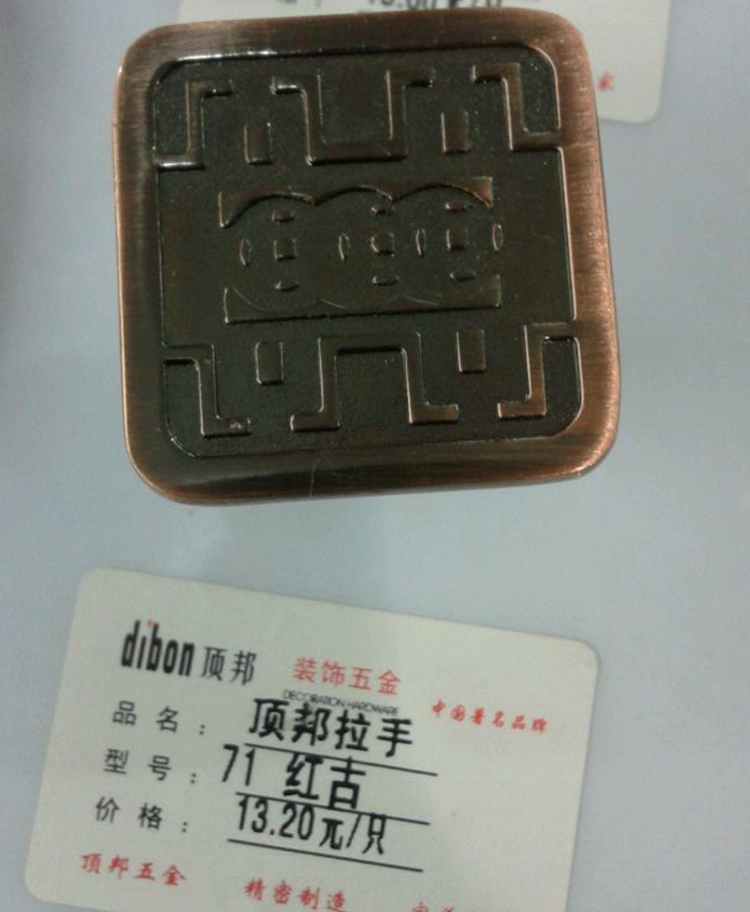 dibon 顶邦 装饰五金
DECORATION HARDWARE
中国著名品牌
品名：顶邦拉手
型号：71 红古
价格：13.20元/只
顶邦五金 精密制造